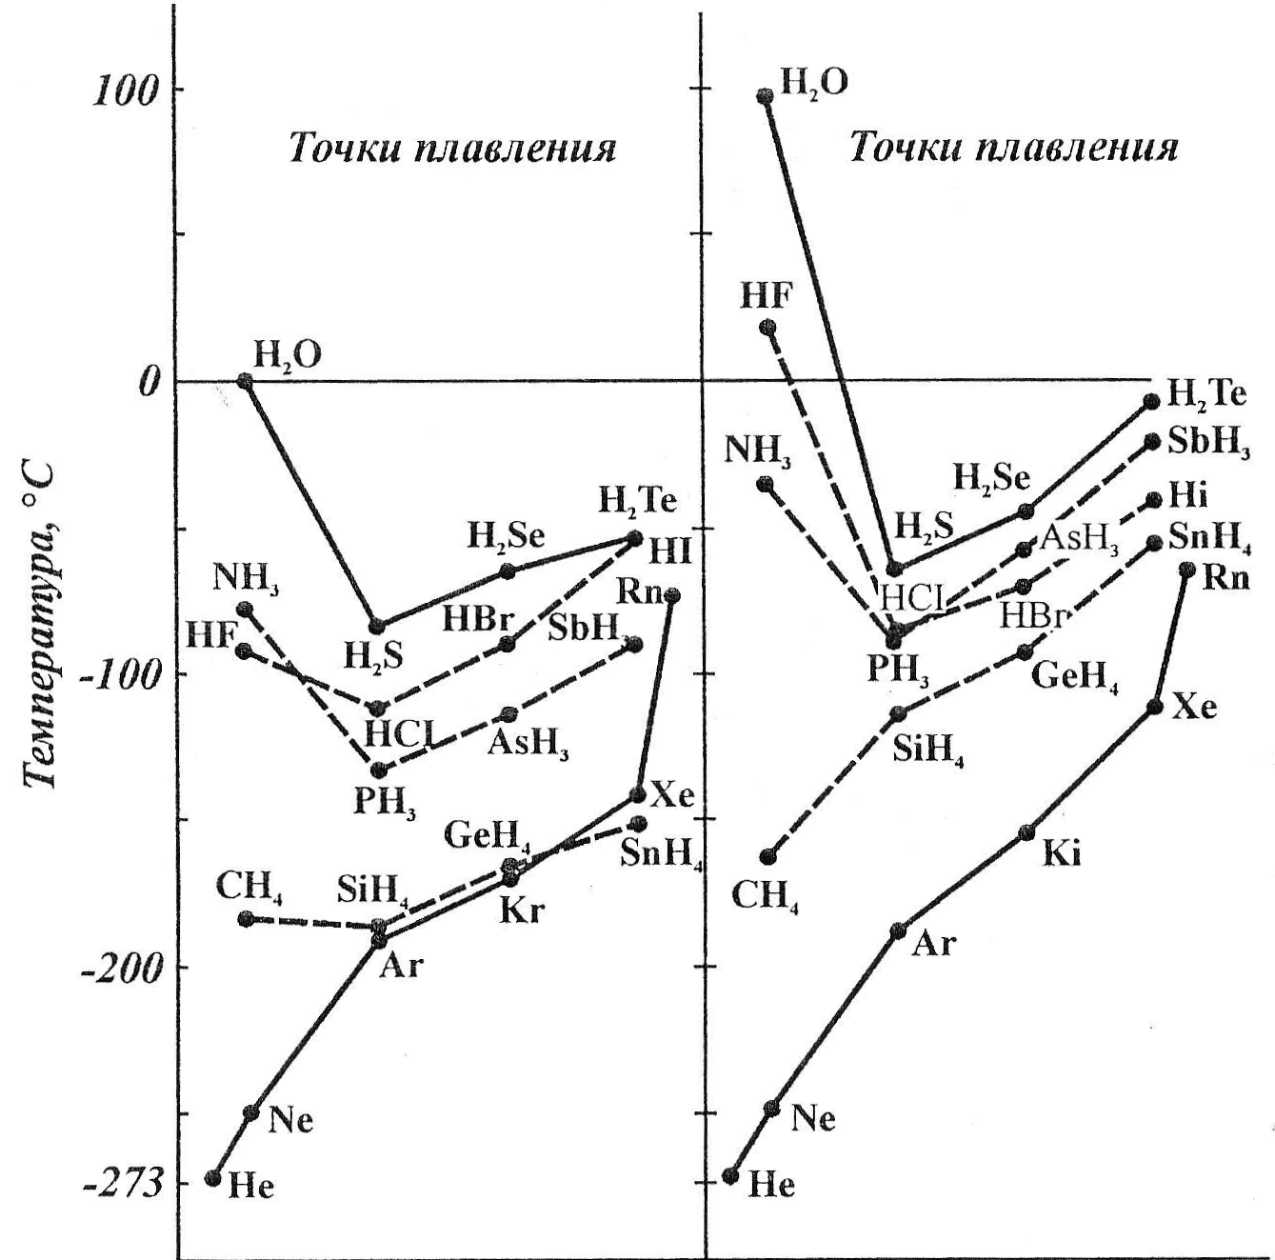 Температура, °C
100
0
-100
-200
-273
Точки плавления
H₂O
H₂Te
H₂Se
HI
NH₃
Rn
HBr
SbH₃
HF
H₂S
HCl
AsH₃
PH₃
Xe
GeH₄
SnH₄
CH₄
SiH₄
Kr
Ar
Ne
He
Точки плавления
H₂O
HF
H₂Te
SbH₃
NH₃
H₂Se
Hi
H₂S
AsH₃
SnH₄
Rn
HCl
HBr
PH₃
GeH₄
Xe
SiH₄
Ki
CH₄
Ar
Ne
He